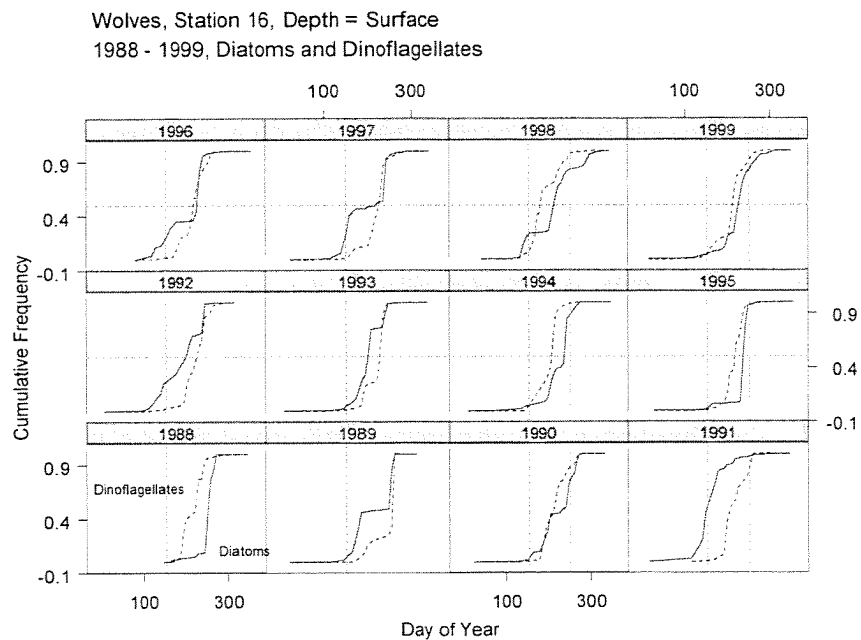 Wolves, Station 16, Depth = Surface
1988 - 1999, Diatoms and Dinoflagellates
100 300 100 300
1996 1997 1998 1999
0.9
0.4
-0.1
1992 1993 1994 1995
0.9
0.4
-0.1
1988 1989 1990 1991
0.9
0.4
-0.1
Dinoflagellates
Diatoms
Cumulative Frequency
100 300 100 300
Day of Year